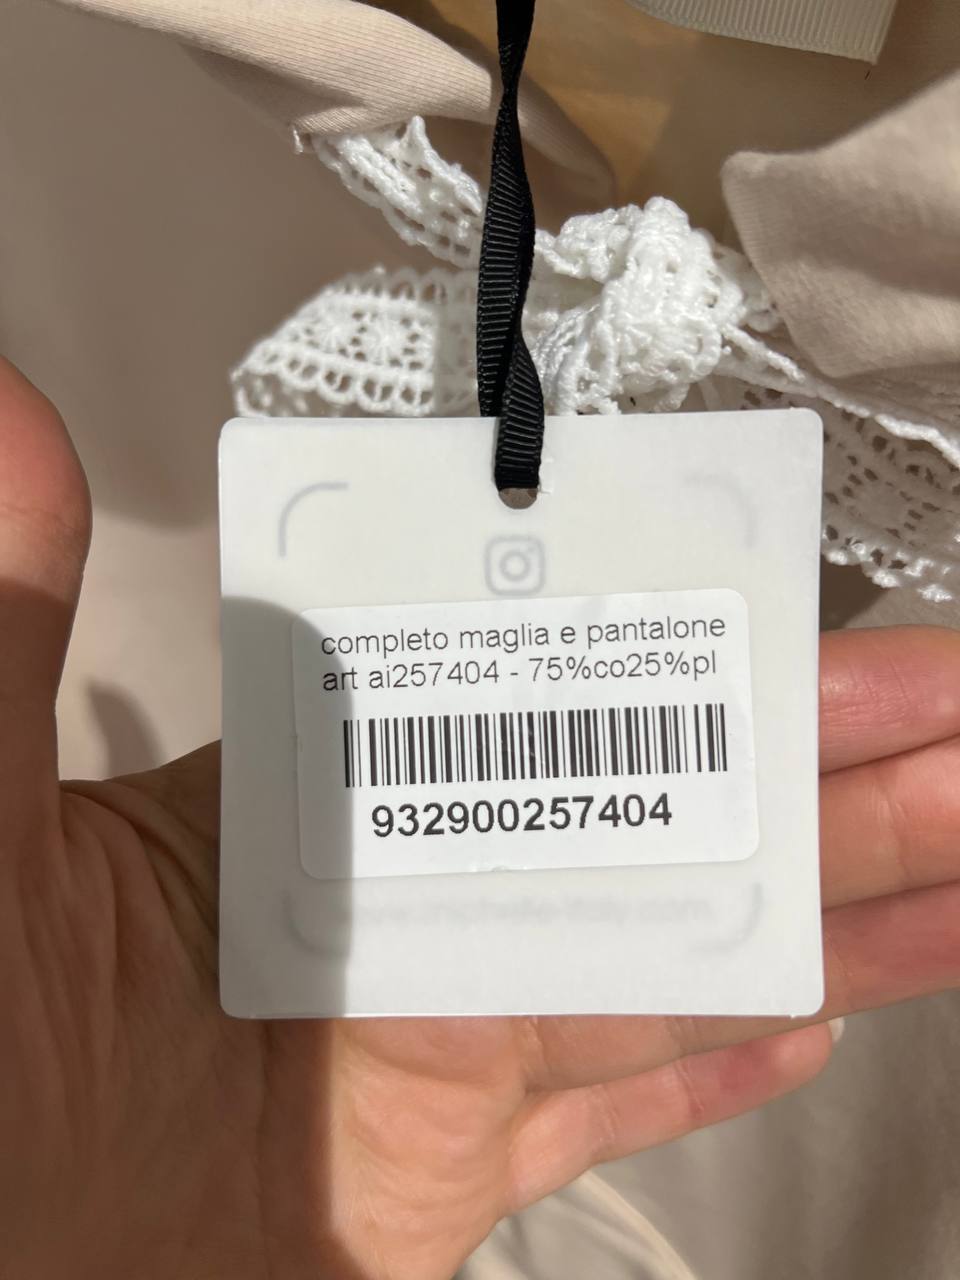 completo maglia e pantalone
art ai257404 - 75%co25%pl
932900257404